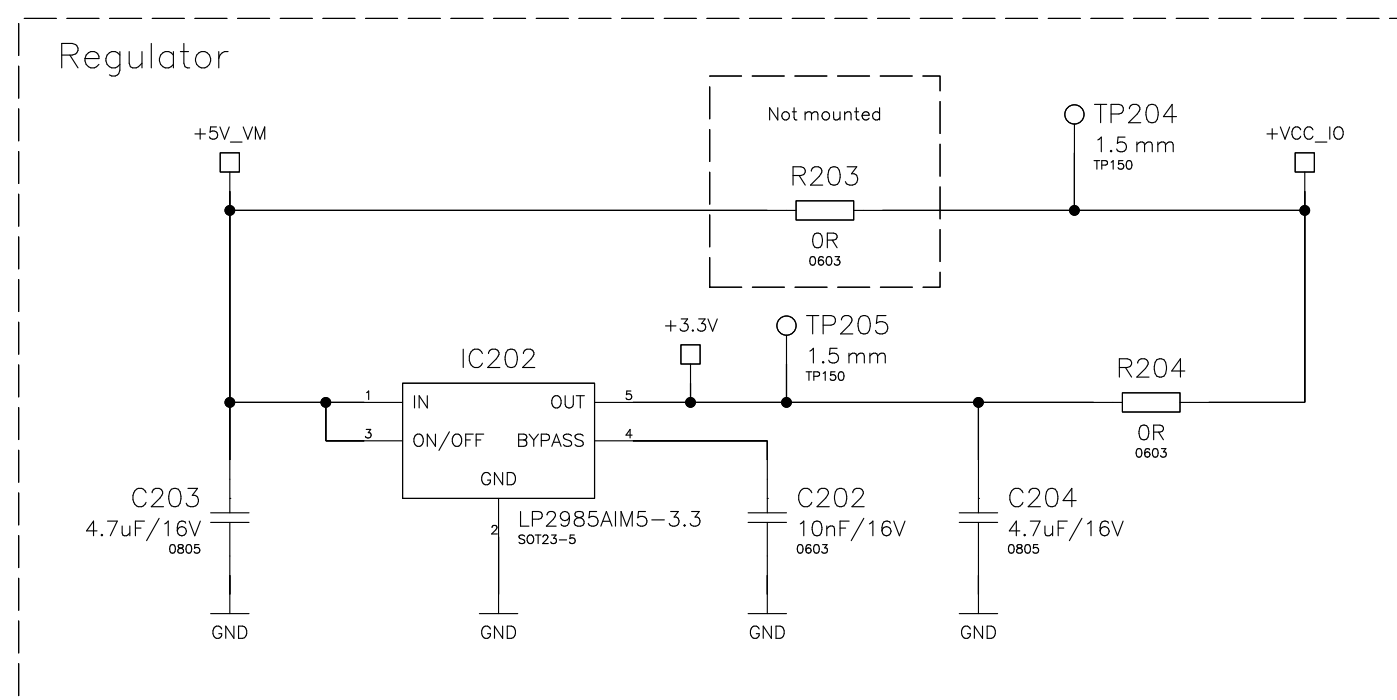 Regulator
+5V_VM
Not mounted
R203
0R
0603
TP204
1.5 mm
TP150
+VCC_IO
+3.3V
TP205
1.5 mm
TP150
R204
0R
0603
IC202
1
IN
OUT
5
3
ON/OFF
BYPASS
4
GND
2
LP2985AIM5-3.3
SOT23-5
C203
4.7uF/16V
0805
C202
10nF/16V
0603
C204
4.7uF/16V
0805
GND
GND
GND
GND